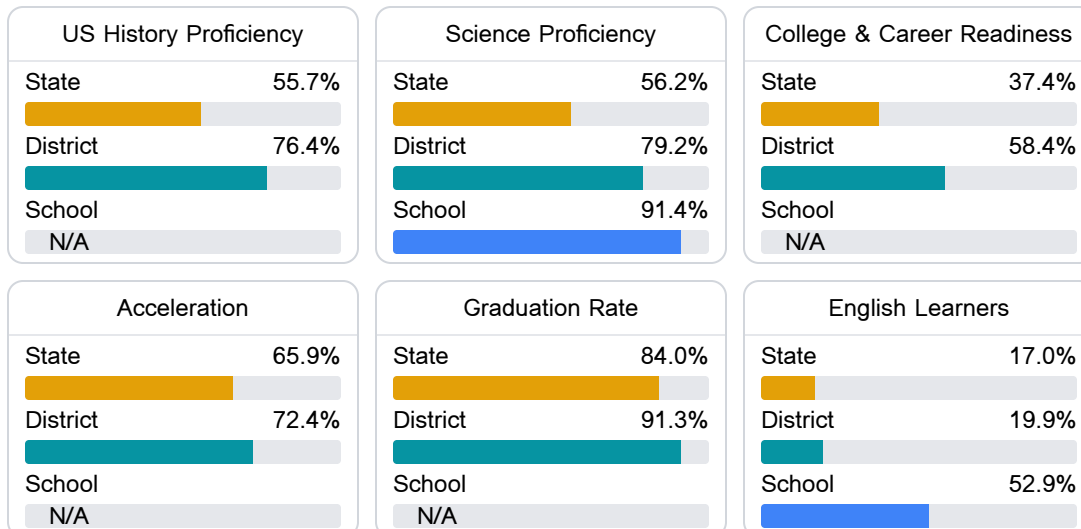 US History Proficiency
State 55.7%
District 76.4%
School
N/A
Science Proficiency
State 56.2%
District 79.2%
School 91.4%
College & Career Readiness
State 37.4%
District 58.4%
School
N/A
Acceleration
State 65.9%
District 72.4%
School
N/A
Graduation Rate
State 84.0%
District 91.3%
School
N/A
English Learners
State 17.0%
District 19.9%
School 52.9%